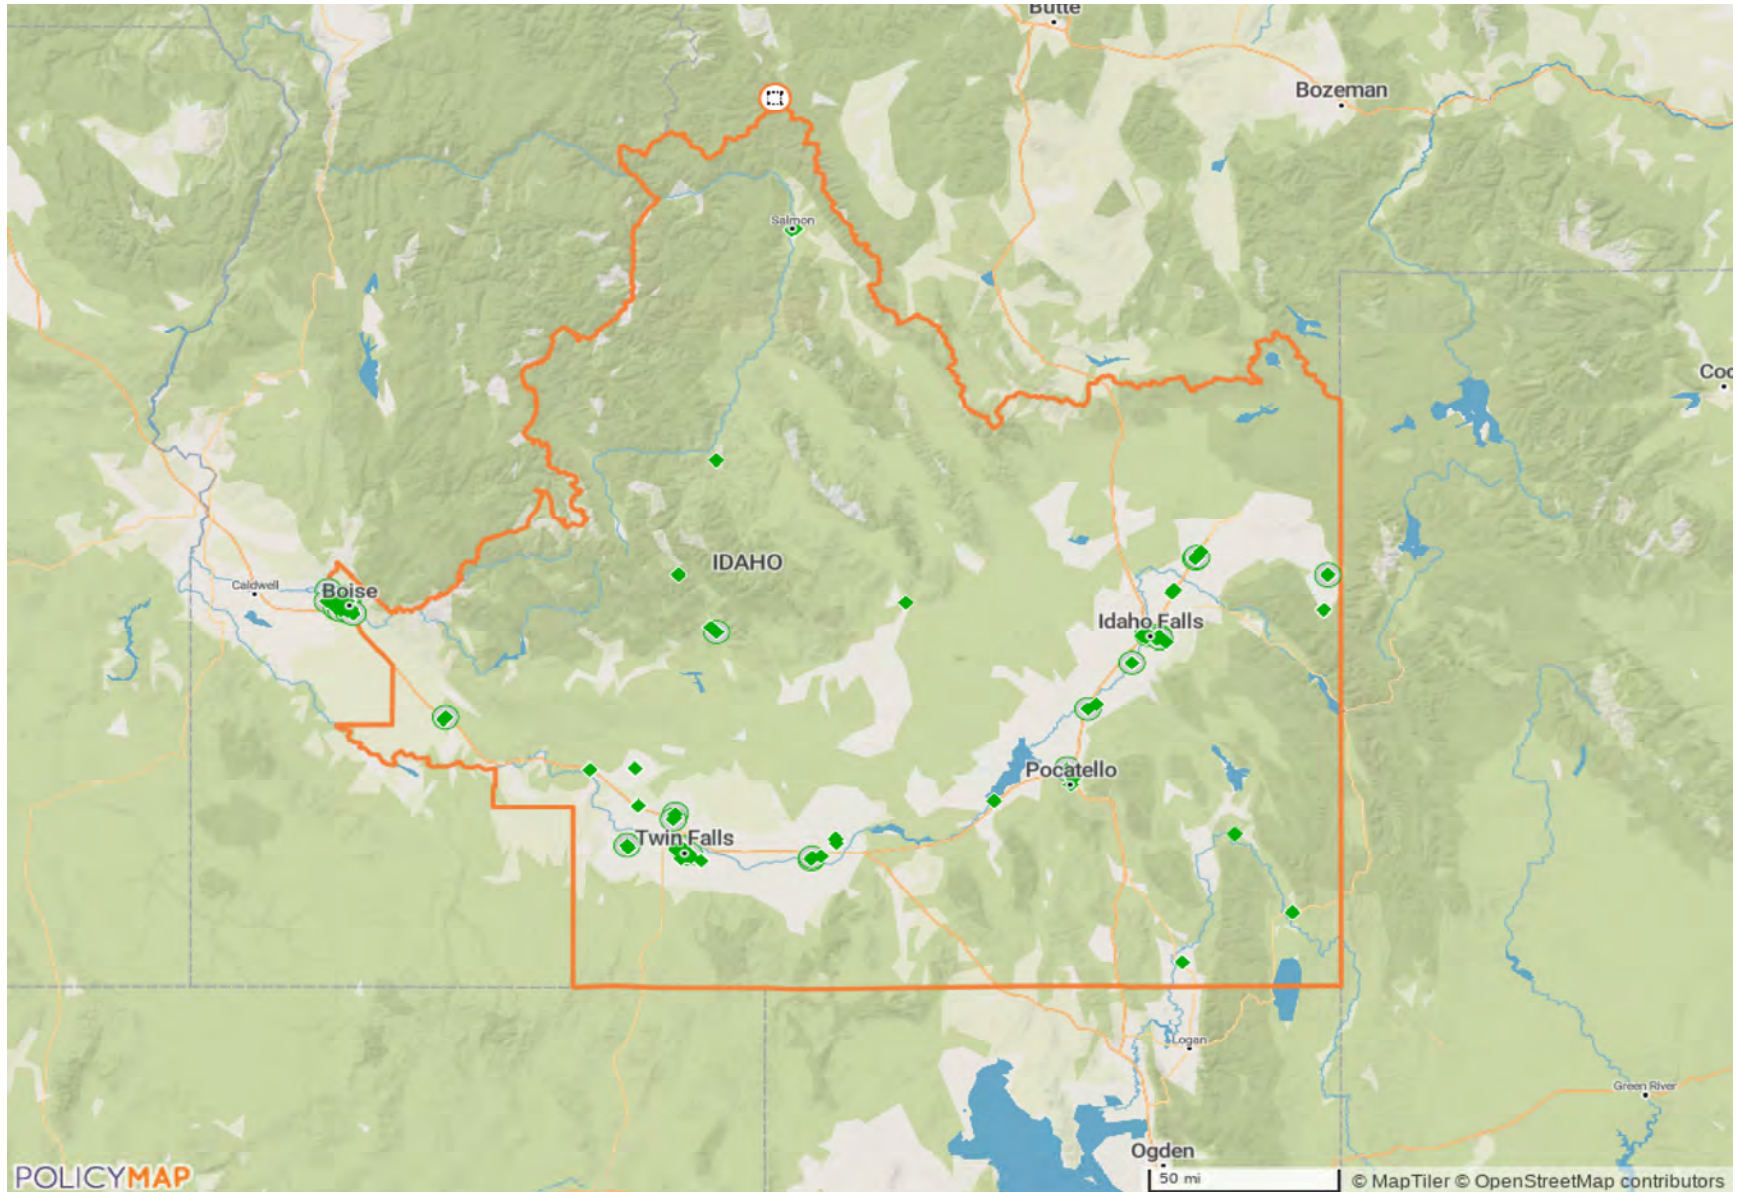 Butte
Bozeman
Salmon
Coo
IDAHO
Caldwell
Boise
Idaho Falls
Pocatello
Twin Falls
Logan
Green River
Ogden
POLICYMAP
50 mi
© MapTiler © OpenStreetMap contributors